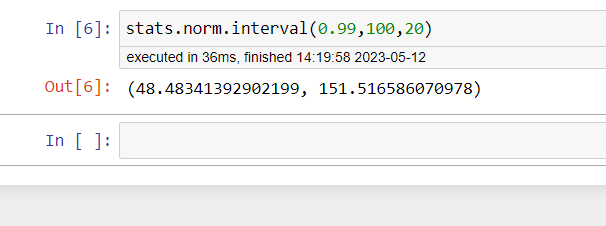 In [6]: stats.norm.interval(0.99,100,20)
executed in 36ms, finished 14:19:58 2023-05-12
Out[6]: (48.48341392902199, 151.516586070978)
In [ ]: